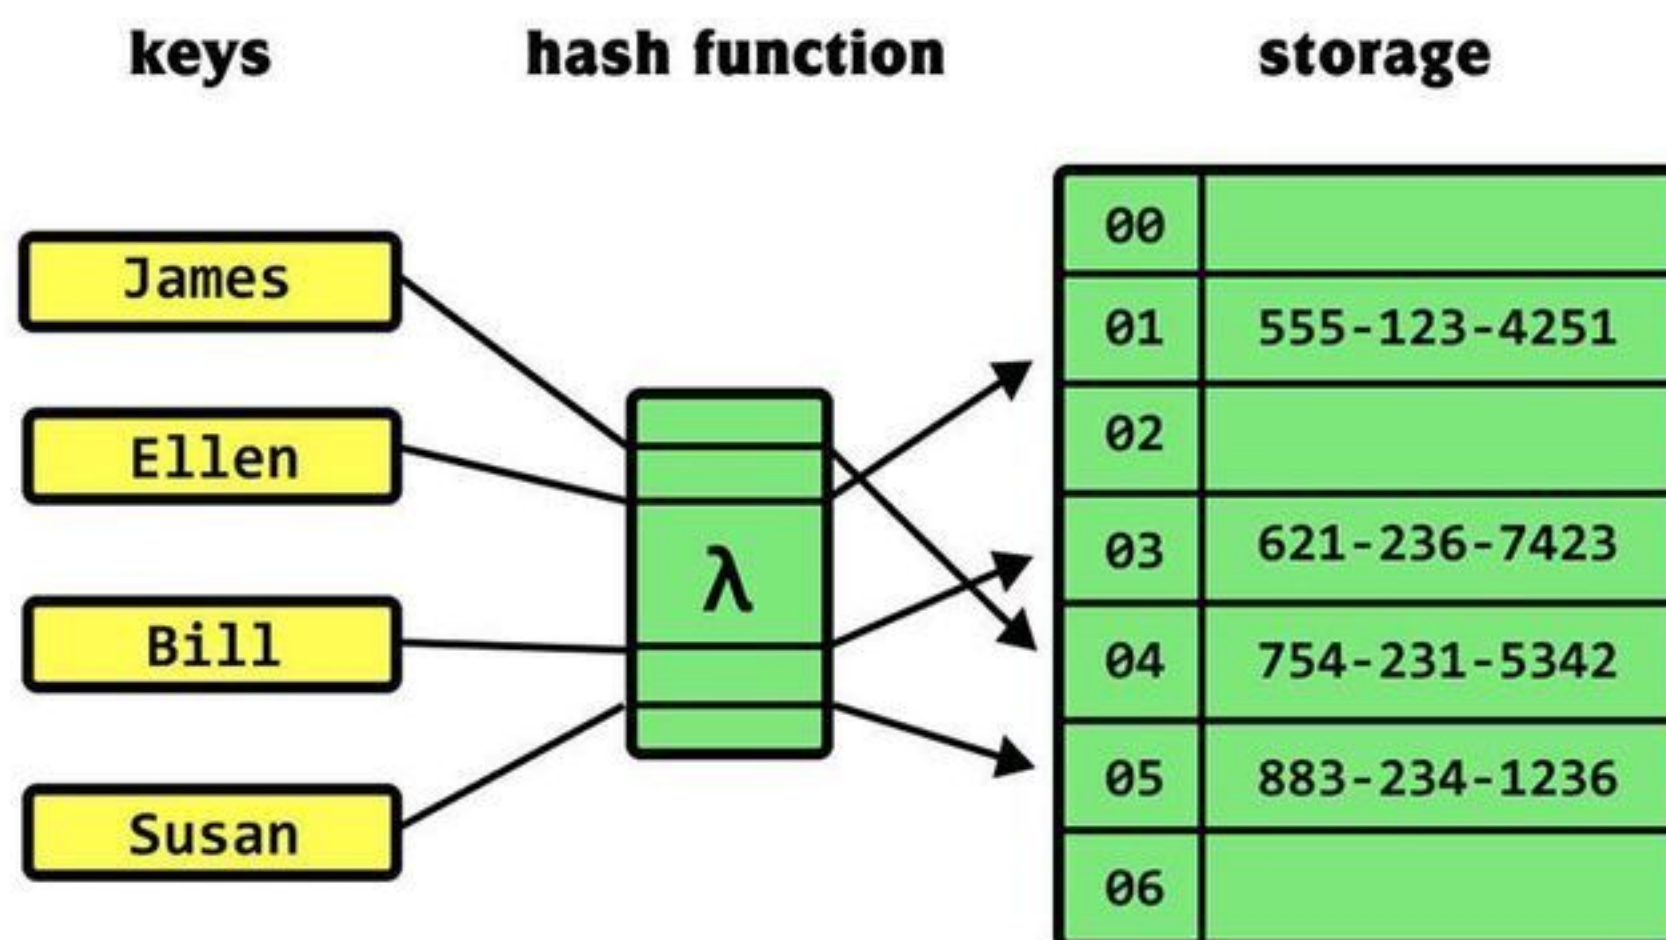 keys hash function storage
James
Ellen
Bill
Susan
λ
00
01 555-123-4251
02
03 621-236-7423
04 754-231-5342
05 883-234-1236
06